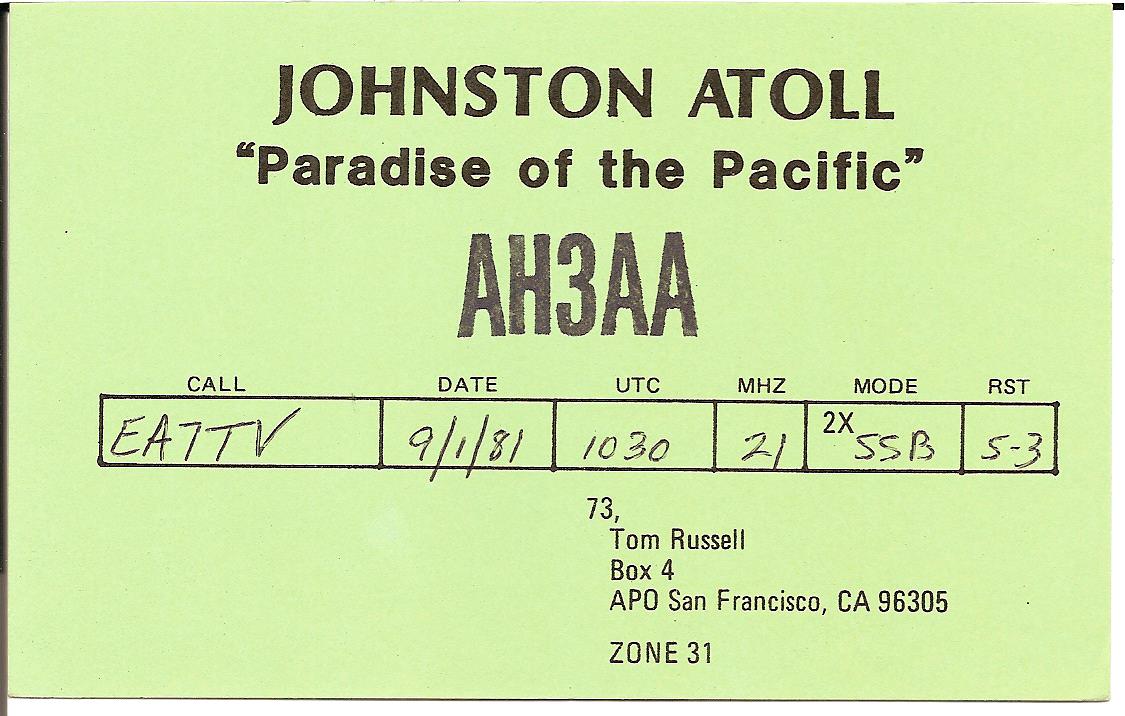 JOHNSTON ATOLL
"Paradise of the Pacific"
AH3AA
CALL DATE UTC MHZ MODE RST
EA7TV 9/1/81 1030 21 2X SSB 5-3
73,
Tom Russell
Box 4
APO San Francisco, CA 96305
ZONE 31